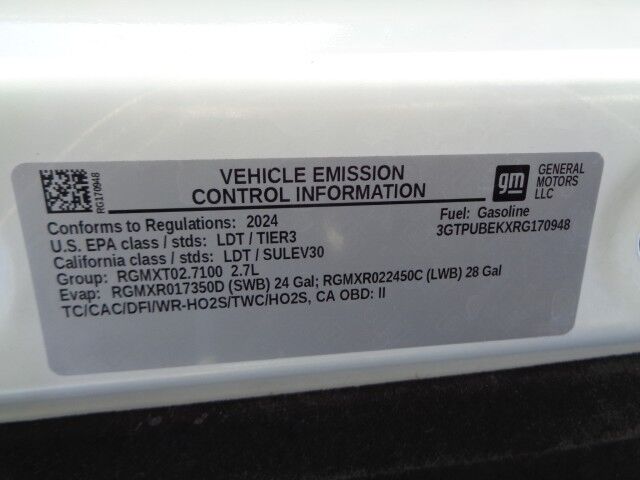 RG170948
VEHICLE EMISSION
CONTROL INFORMATION
gm
GENERAL
MOTORS
LLC
Conforms to Regulations: 2024
Fuel: Gasoline
U.S. EPA class / stds: LDT / TIER3
3GTPUBEKXRG170948
California class / stds: LDT / SULEV30
Group: RGMXT02.7100 2.7L
Evap: RGMXR017350D (SWB) 24 Gal; RGMXR022450C (LWB) 28 Gal
TC/CAC/DFI/WR-HO2S/TWC/HO2S, CA OBD: II